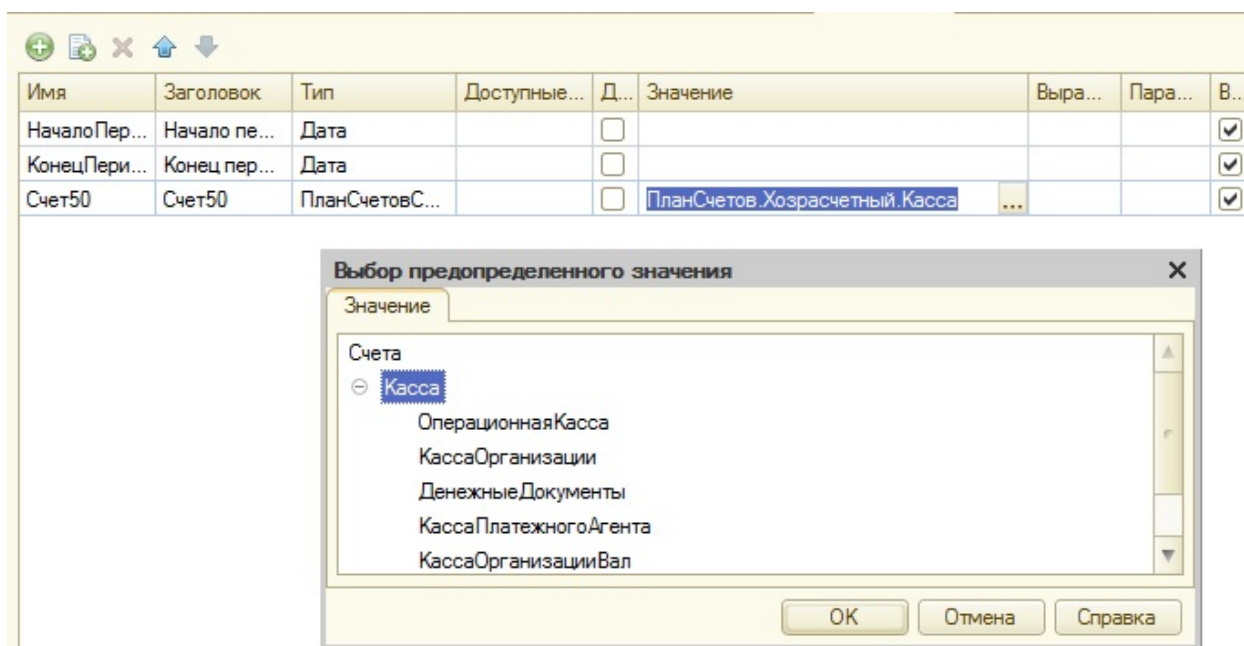 Имя Заголовок Тип Доступные... Д... Значение Выра... Пара... В...
НачалоПер... Начало пе... Дата
КонецПери... Конец пер... Дата
Счет50 Счет50 ПланСчетовС... ПланСчетов.Хозрасчетный.Касса ...
Выбор предопределенного значения
Значение
Счета
Касса
ОперационнаяКасса
КассаОрганизации
ДенежныеДокументы
КассаПлатежногоАгента
КассаОрганизацииВал
ОК Отмена Справка